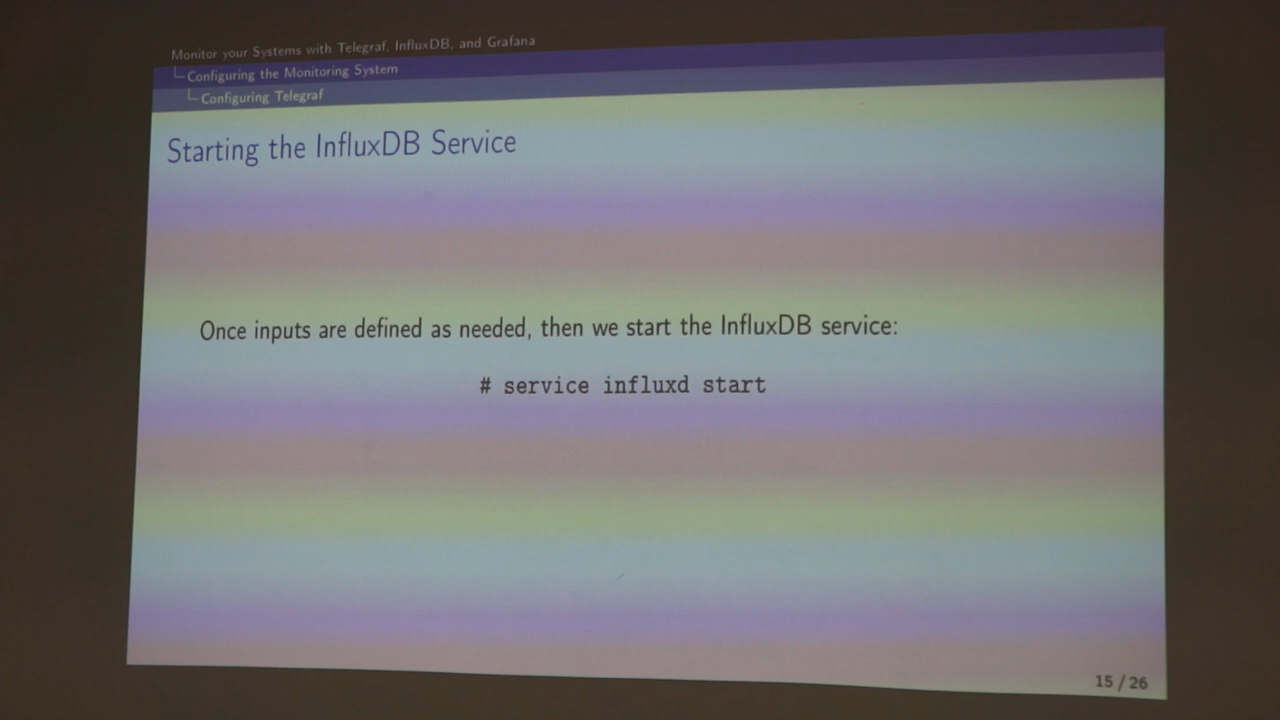 Monitor your Systems with Telegraf, InfluxDB, and Grafana
Configuring the Monitoring System
Configuring Telegraf
Starting the InfluxDB Service
Once inputs are defined as needed, then we start the InfluxDB service:
# service influxd start
15 / 26